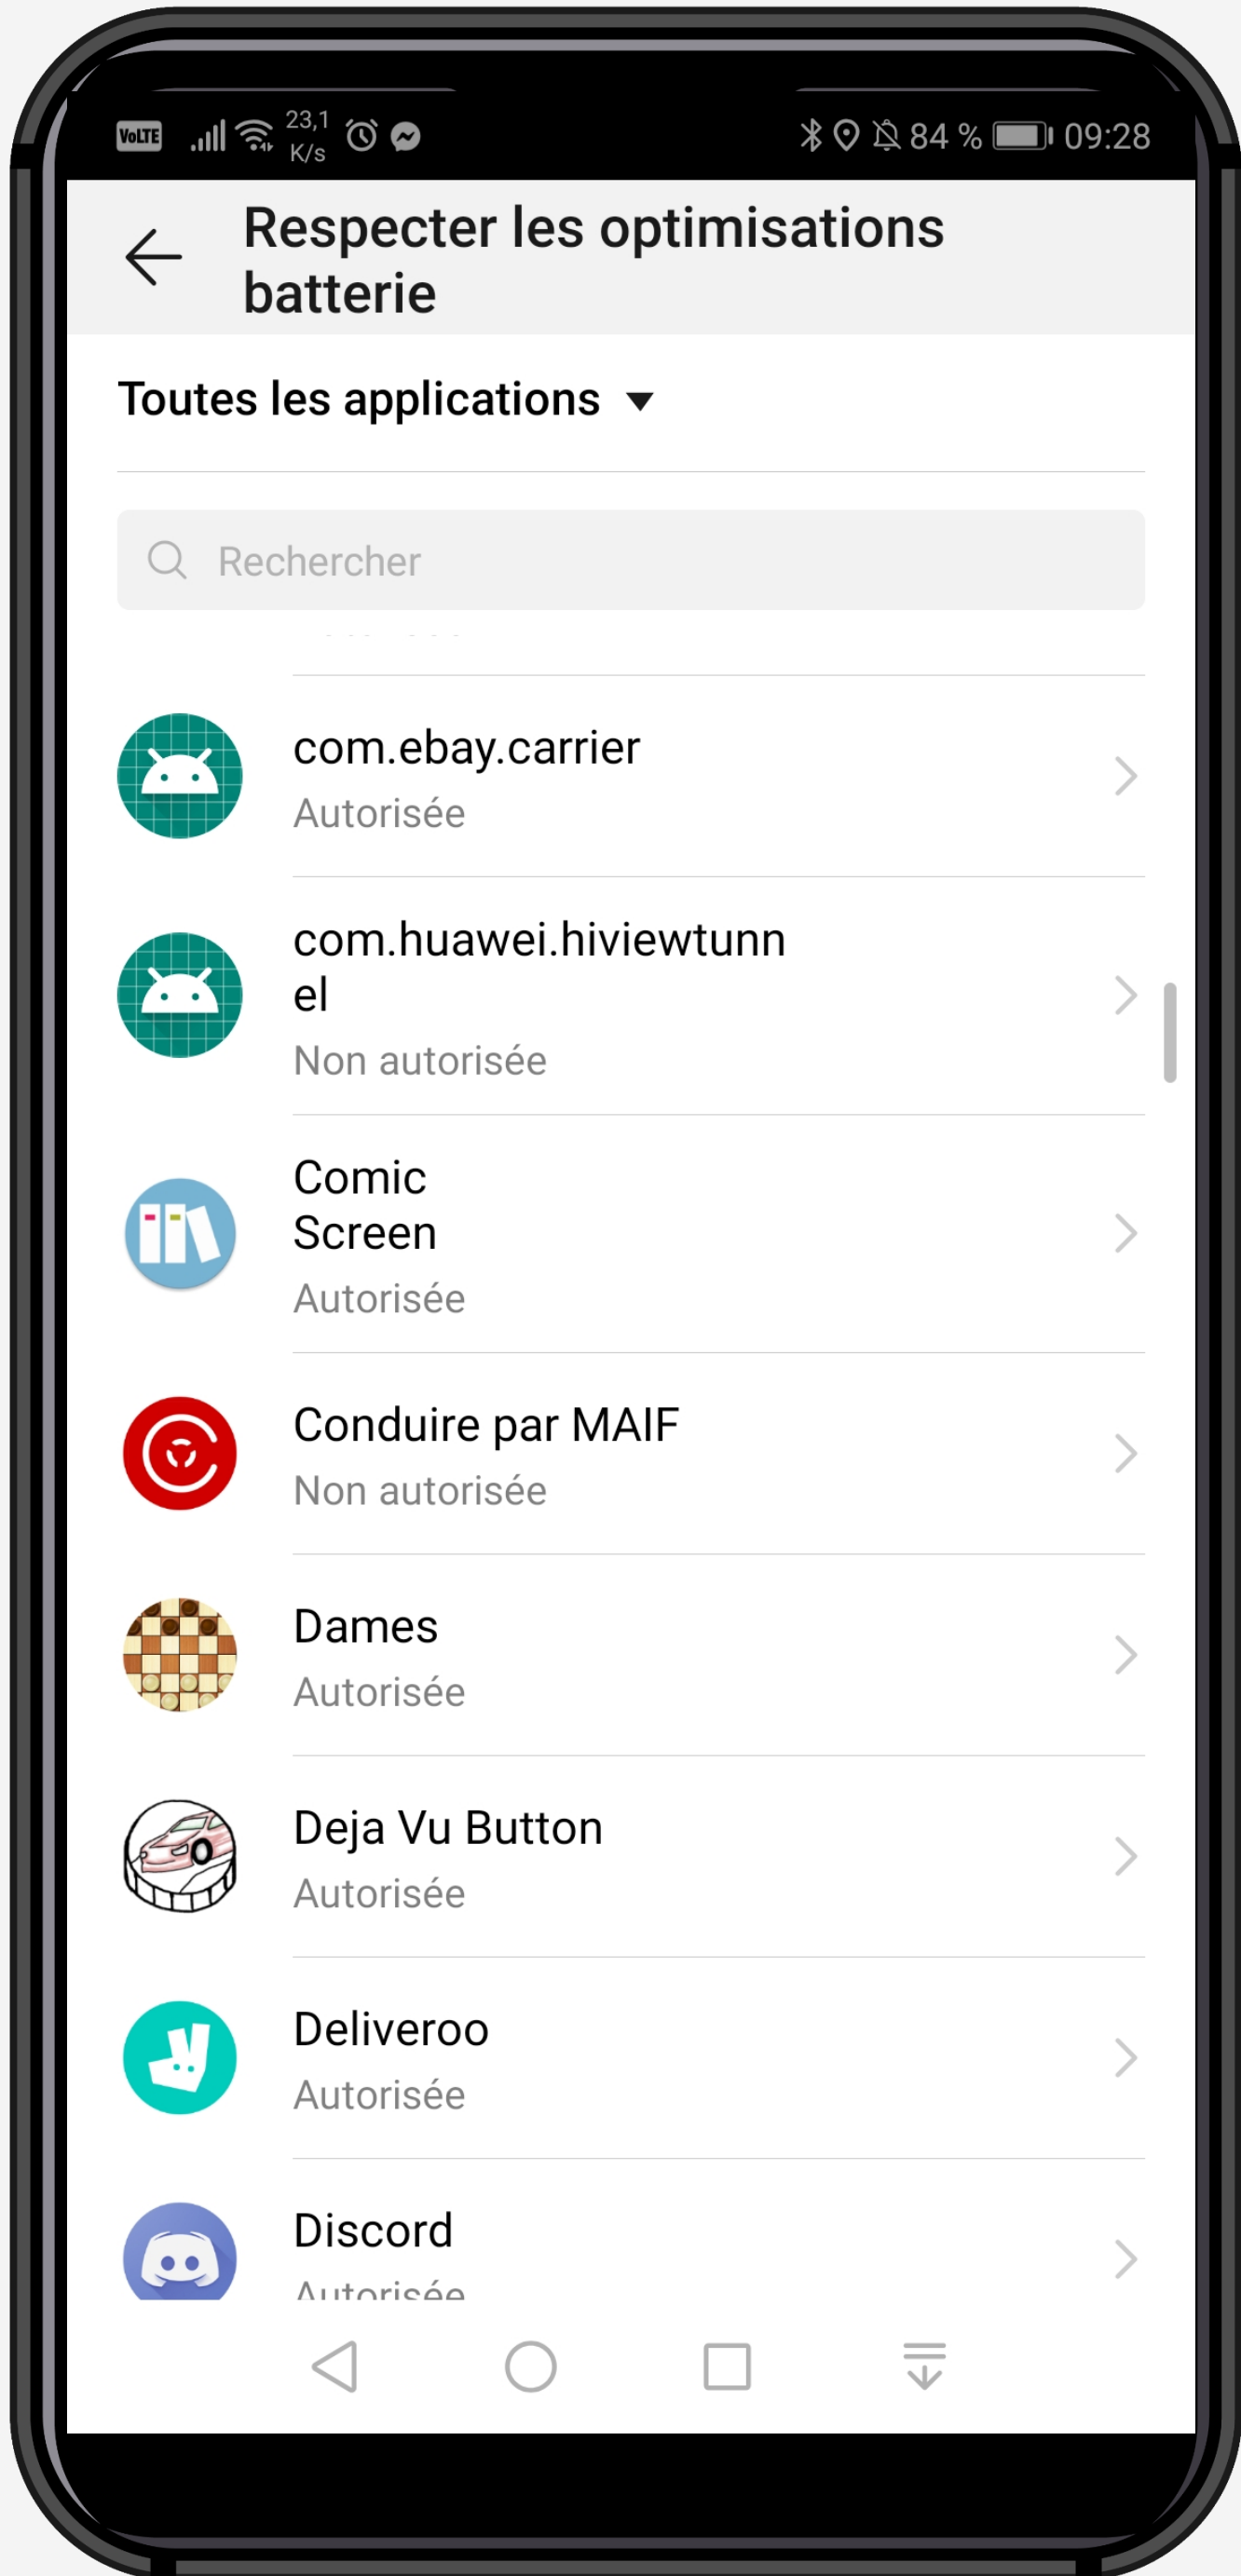 VoLTE 23,1 K/s 84 % 09:28
Respecter les optimisations
batterie
Toutes les applications
Rechercher
com.ebay.carrier
Autorisée
com.huawei.hiviewtunn
el
Non autorisée
Comic
Screen
Autorisée
Conduire par MAIF
Non autorisée
Dames
Autorisée
Deja Vu Button
Autorisée
Deliveroo
Autorisée
Discord
Autorisée